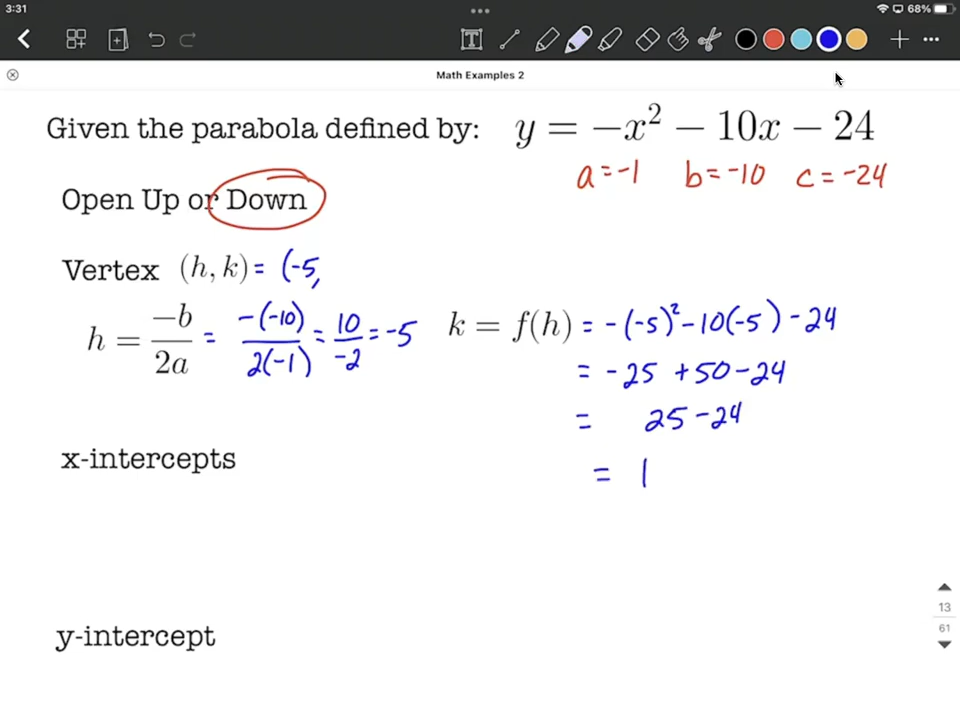 3:31 68%
Math Examples 2
Given the parabola defined by: y = −x² − 10x − 24
a = -1 b = -10 c = -24
Open Up or Down
Vertex (h, k) = (-5,
h = −b/2a = -(-10)/2(-1) = 10/-2 = -5 k = f(h) = -(-5)² -10(-5) -24
= -25 +50 -24
= 25 -24
x-intercepts
= 1
13
61
y-intercept